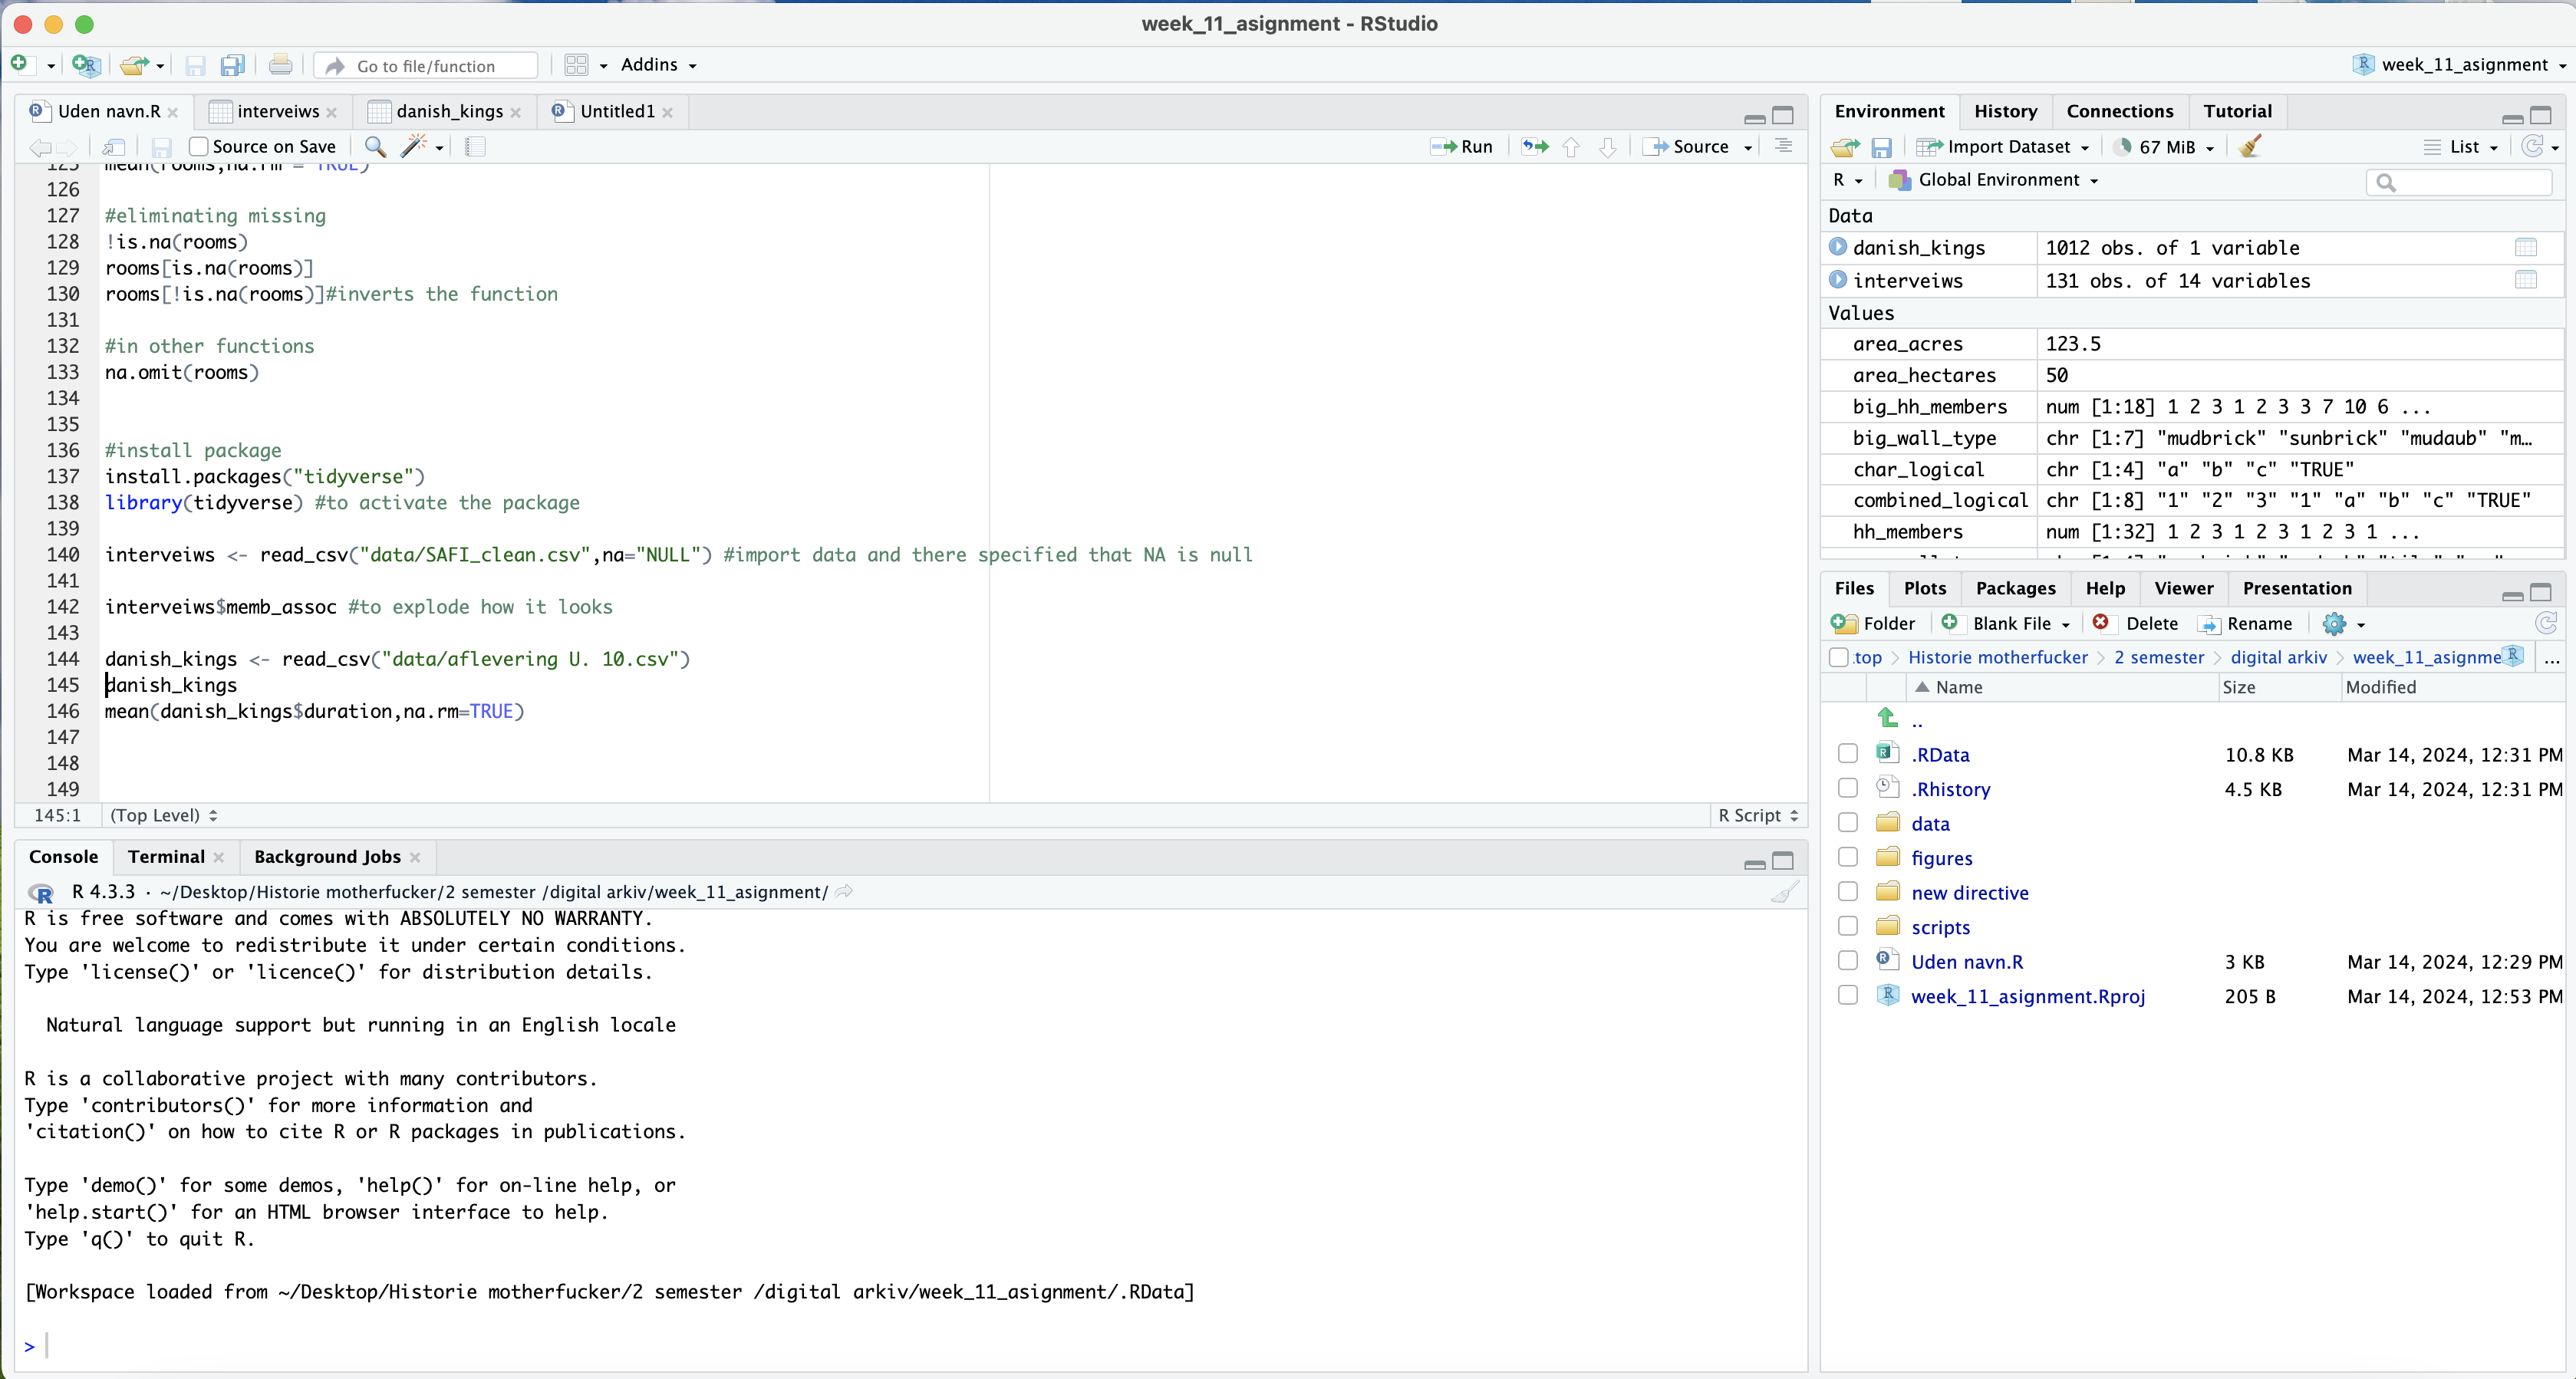 week_11_asignment - RStudio
Go to file/function
Addins
week_11_asignment
Uden navn.R
interveiws
danish_kings
Untitled1
Source on Save
Run
Source
125 mean(rooms,na.rm = TRUE)
126
127 #eliminating missing
128 !is.na(rooms)
129 rooms[is.na(rooms)]
130 rooms[!is.na(rooms)]#inverts the function
131
132 #in other functions
133 na.omit(rooms)
134
135
136 #install package
137 install.packages("tidyverse")
138 library(tidyverse) #to activate the package
139
140 interveiws <- read_csv("data/SAFI_clean.csv",na="NULL") #import data and there specified that NA is null
141
142 interveiws$memb_assoc #to explode how it looks
143
144 danish_kings <- read_csv("data/aflevering U. 10.csv")
145 danish_kings
146 mean(danish_kings$duration,na.rm=TRUE)
147
148
149
145:1 (Top Level) R Script
Console Terminal Background Jobs
R 4.3.3 · ~/Desktop/Historie motherfucker/2 semester /digital arkiv/week_11_asignment/
R is free software and comes with ABSOLUTELY NO WARRANTY.
You are welcome to redistribute it under certain conditions.
Type 'license()' or 'licence()' for distribution details.
Natural language support but running in an English locale
R is a collaborative project with many contributors.
Type 'contributors()' for more information and
'citation()' on how to cite R or R packages in publications.
Type 'demo()' for some demos, 'help()' for on-line help, or
'help.start()' for an HTML browser interface to help.
Type 'q()' to quit R.
[Workspace loaded from ~/Desktop/Historie motherfucker/2 semester /digital arkiv/week_11_asignment/.RData]
>
Environment History Connections Tutorial
Import Dataset 67 MiB List
R Global Environment
Data
danish_kings 1012 obs. of 1 variable
interveiws 131 obs. of 14 variables
Values
area_acres 123.5
area_hectares 50
big_hh_members num [1:18] 1 2 3 1 2 3 3 7 10 6 ...
big_wall_type chr [1:7] "mudbrick" "sunbrick" "mudaub" "m…
char_logical chr [1:4] "a" "b" "c" "TRUE"
combined_logical chr [1:8] "1" "2" "3" "1" "a" "b" "c" "TRUE"
hh_members num [1:32] 1 2 3 1 2 3 1 2 3 1 ...
Files Plots Packages Help Viewer Presentation
Folder Blank File Delete Rename
top Historie motherfucker 2 semester digital arkiv week_11_asignme ...
Name Size Modified
..
.RData 10.8 KB Mar 14, 2024, 12:31 PM
.Rhistory 4.5 KB Mar 14, 2024, 12:31 PM
data
figures
new directive
scripts
Uden navn.R 3 KB Mar 14, 2024, 12:29 PM
week_11_asignment.Rproj 205 B Mar 14, 2024, 12:53 PM